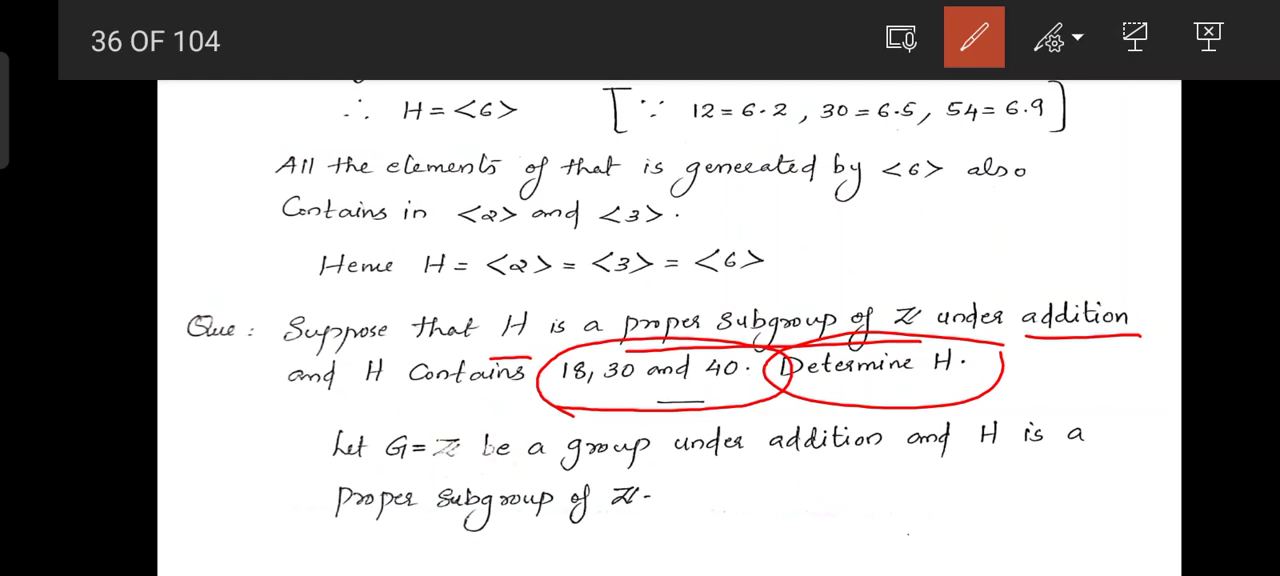 36 OF 104
∴ H = <6> [∵ 12 = 6·2, 30 = 6·5, 54 = 6·9]
All the elements of that is generated by <6> also
Contains in <2> and <3>.
Hence H = <2> = <3> = <6>
Que: Suppose that H is a proper subgroup of ℤ under addition
and H contains 18, 30 and 40. Determine H.
Let G = ℤ be a group under addition and H is a
proper subgroup of ℤ.